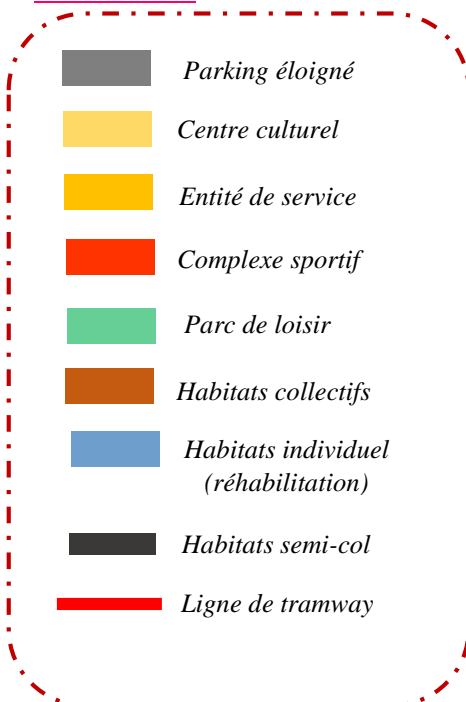 Parking éloigné
Centre culturel
Entité de service
Complexe sportif
Parc de loisir
Habitats collectifs
Habitats individuel
(réhabilitation)
Habitats semi-col
Ligne de tramway